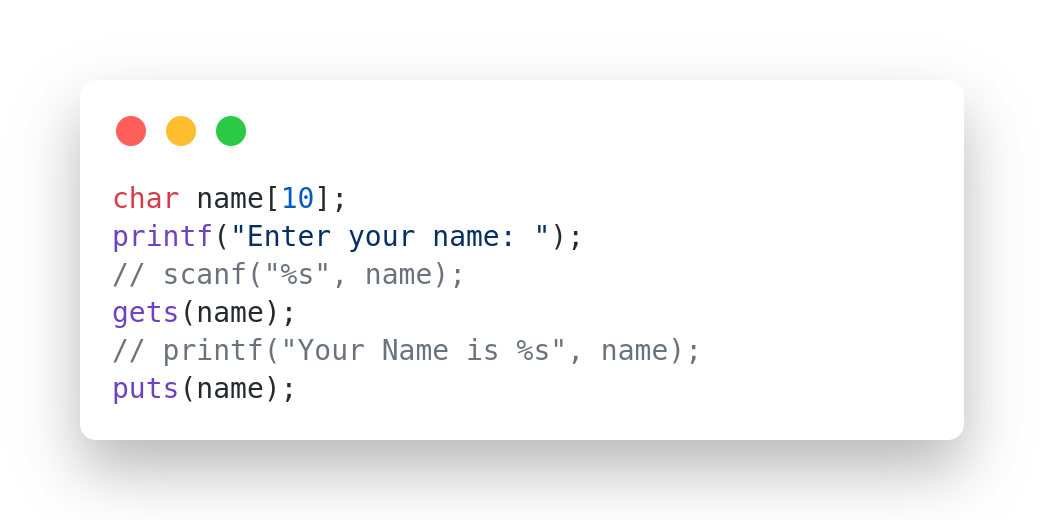 char name[10];
printf("Enter your name: ");
// scanf("%s", name);
gets(name);
// printf("Your Name is %s", name);
puts(name);